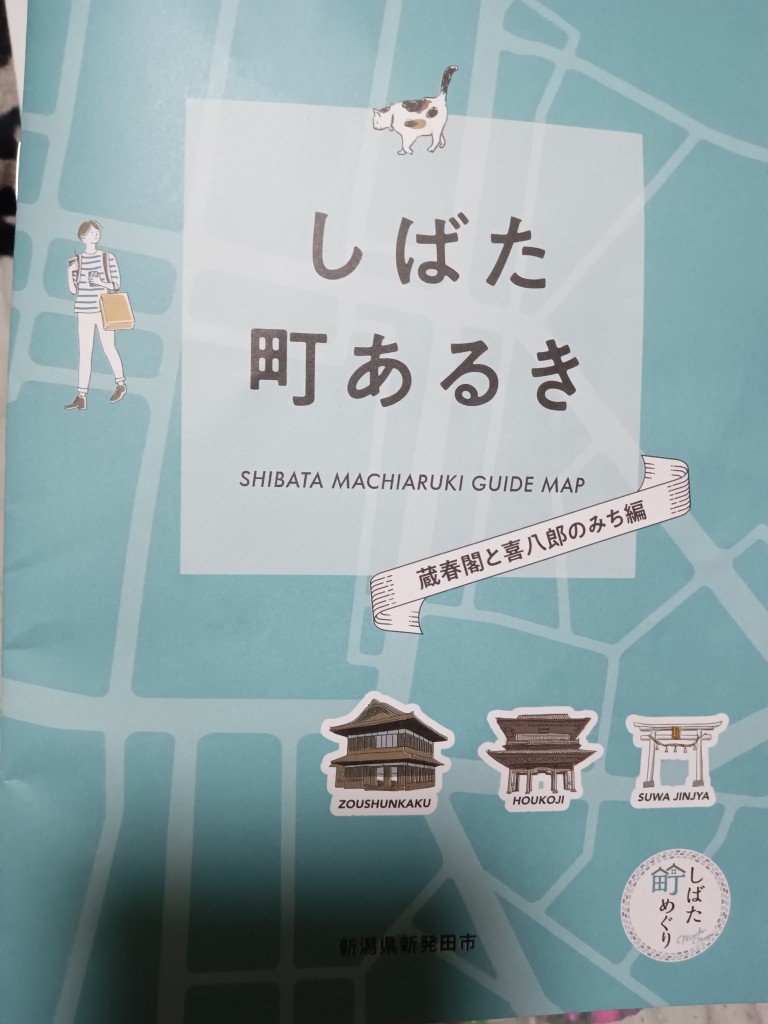 しばた
町あるき
SHIBATA MACHIARUKI GUIDE MAP
蔵春閣と喜八郎のみち編
ZOUSHUNKAKU
HOUKOJI
SUWA JINJYA
しばた
町めぐり
新潟県新発田市